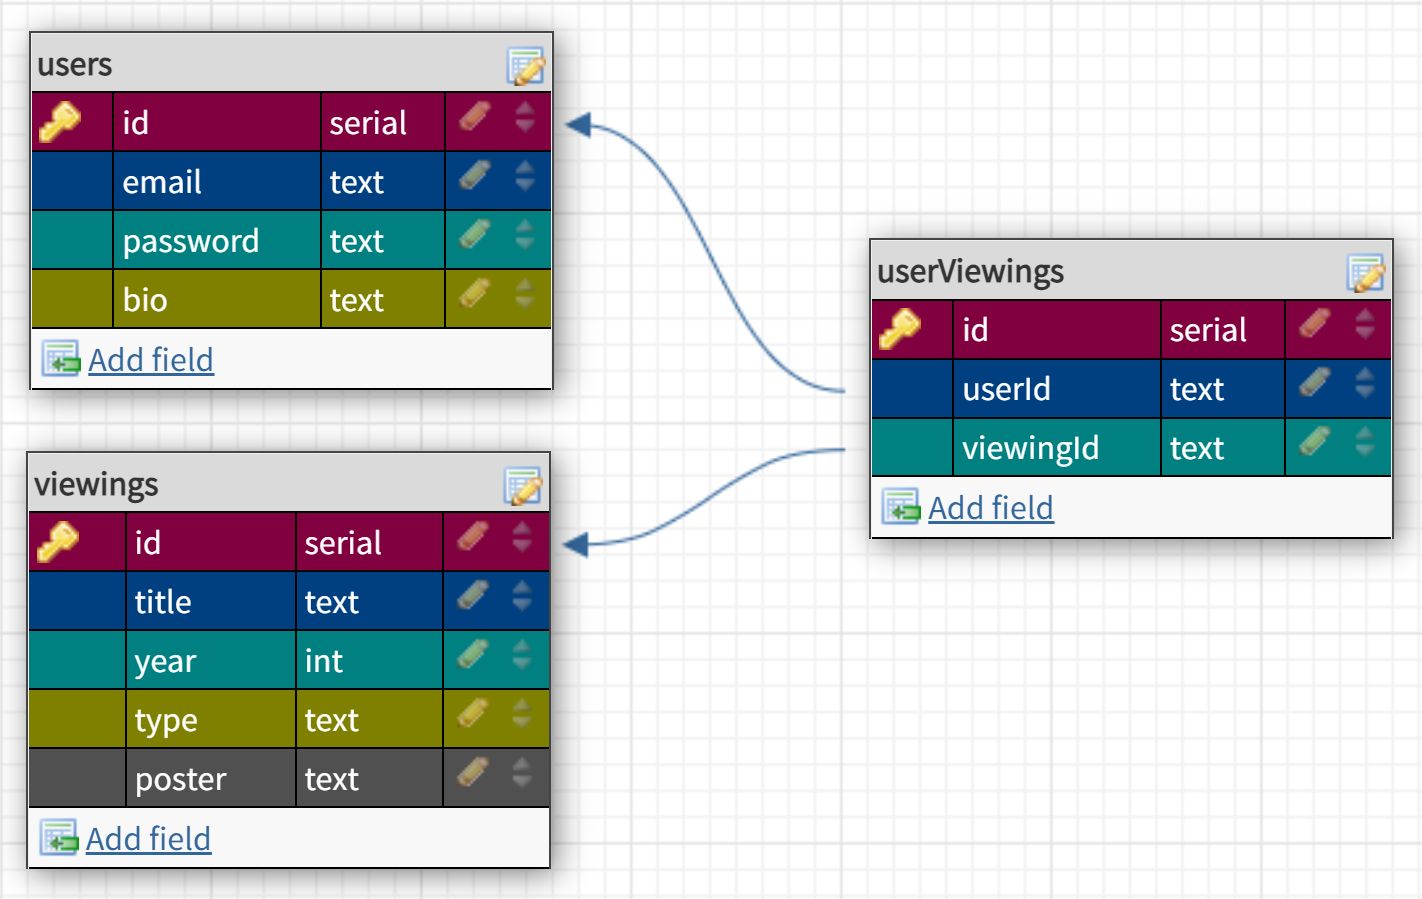 users
id serial
email text
password text
bio text
Add field
viewings
id serial
title text
year int
type text
poster text
Add field
userViewings
id serial
userId text
viewingId text
Add field